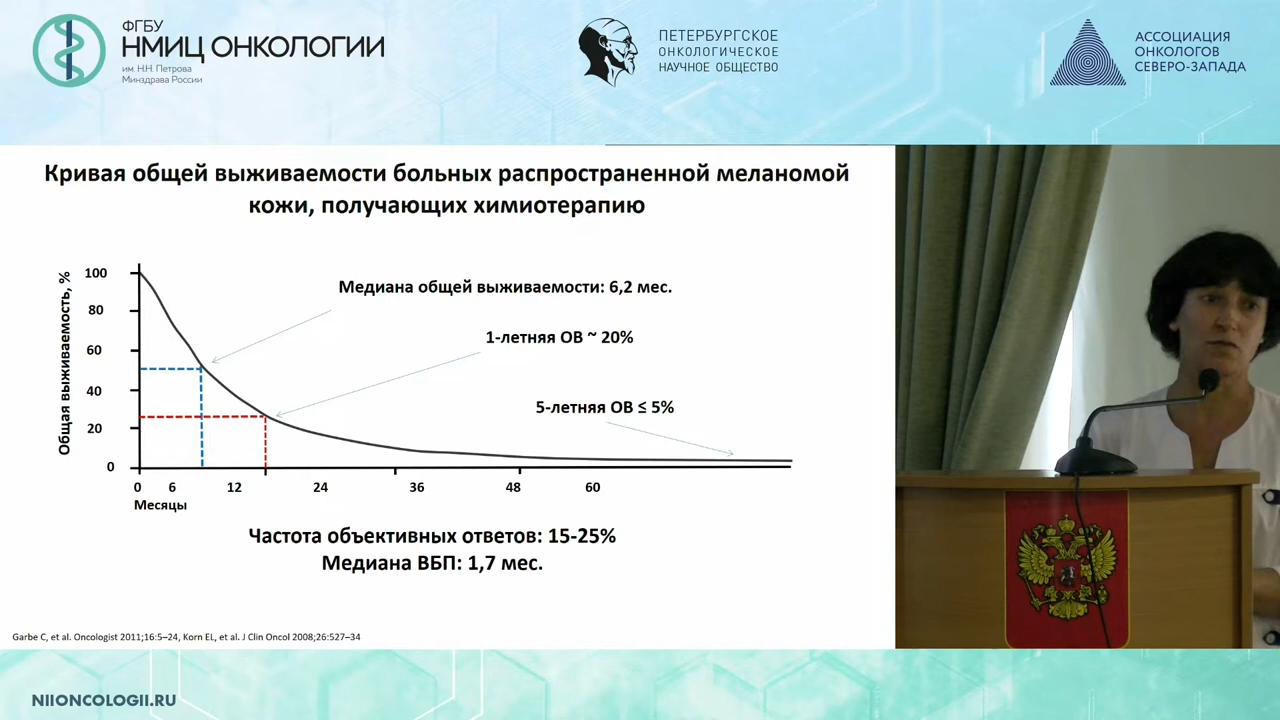 ФГБУ
НМИЦ ОНКОЛОГИИ
им. Н.Н. Петрова
Минздрава России
ПЕТЕРБУРГСКОЕ
ОНКОЛОГИЧЕСКОЕ
НАУЧНОЕ ОБЩЕСТВО
АССОЦИАЦИЯ
ОНКОЛОГОВ
СЕВЕРО-ЗАПАДА
Кривая общей выживаемости больных распространенной меланомой
кожи, получающих химиотерапию
Общая выживаемость, %
100
80
60
40
20
0
Медиана общей выживаемости: 6,2 мес.
1-летняя ОВ ~ 20%
5-летняя ОВ ≤ 5%
0 6 12 24 36 48 60
Месяцы
Частота объективных ответов: 15-25%
Медиана ВБП: 1,7 мес.
Garbe C, et al. Oncologist 2011;16:5–24, Korn EL, et al. J Clin Oncol 2008;26:527–34
NIIONCOLOGII.RU